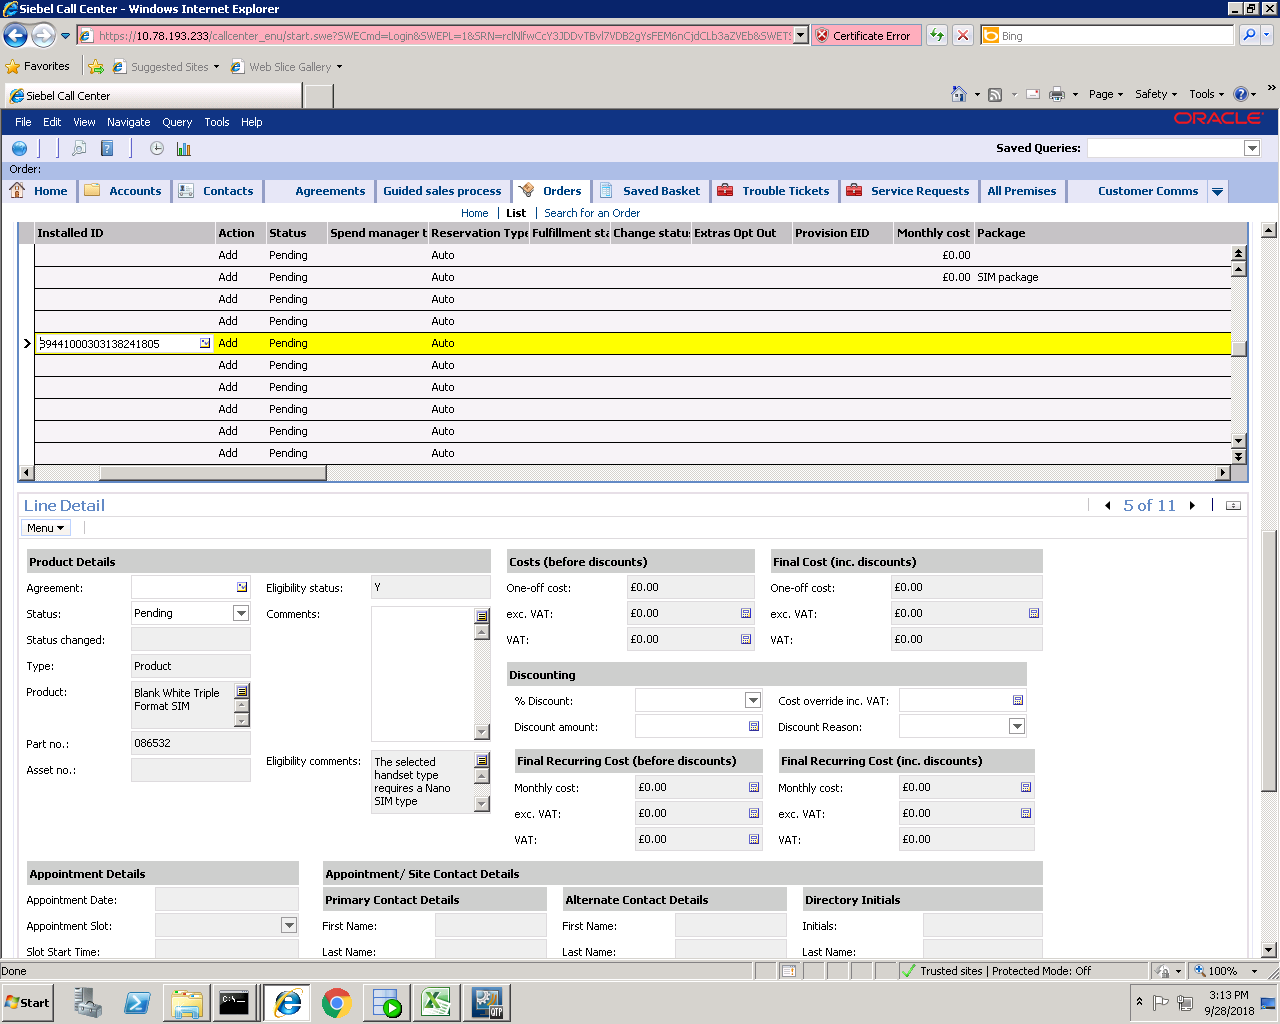 Siebel Call Center - Windows Internet Explorer
https://10.78.193.233/callcenter_enu/start.swe?SWECmd=Login&SWEPL=1&SRN= Certificate Error Bing
Favorites Suggested Sites Web Slice Gallery
Siebel Call Center Page Safety Tools
File Edit View Navigate Query Tools Help ORACLE
Saved Queries:
Order:
Home Accounts Contacts Agreements Guided sales process Orders Saved Basket Trouble Tickets Service Requests All Premises Customer Comms
Home | List | Search for an Order
Installed ID Action Status Spend manager t Reservation Type Fulfillment sta Change status Extras Opt Out Provision EID Monthly cost Package
Add Pending Auto £0.00
Add Pending Auto £0.00 SIM package
Add Pending Auto
Add Pending Auto
39441000303138241805 Add Pending Auto
Add Pending Auto
Add Pending Auto
Add Pending Auto
Add Pending Auto
Add Pending Auto
Line Detail 5 of 11
Menu
Product Details Costs (before discounts) Final Cost (inc. discounts)
Agreement: Eligibility status: Y One-off cost: £0.00 One-off cost: £0.00
Status: Pending Comments: exc. VAT: £0.00 exc. VAT: £0.00
Status changed: VAT: £0.00 VAT: £0.00
Type: Product
Discounting
Product: Blank White Triple Format SIM % Discount: Cost override inc. VAT:
Discount amount: Discount Reason:
Part no.: 086532
Eligibility comments: The selected handset type requires a Nano SIM type Final Recurring Cost (before discounts) Final Recurring Cost (inc. discounts)
Asset no.:
Monthly cost: £0.00 Monthly cost: £0.00
exc. VAT: £0.00 exc. VAT: £0.00
VAT: £0.00 VAT: £0.00
Appointment Details Appointment/ Site Contact Details
Appointment Date: Primary Contact Details Alternate Contact Details Directory Initials
Appointment Slot: First Name: First Name: Initials:
Slot Start Time: Last Name: Last Name: Last Name:
Done Trusted sites | Protected Mode: Off 100%
Start C:\ QTP 3:13 PM
9/28/2018